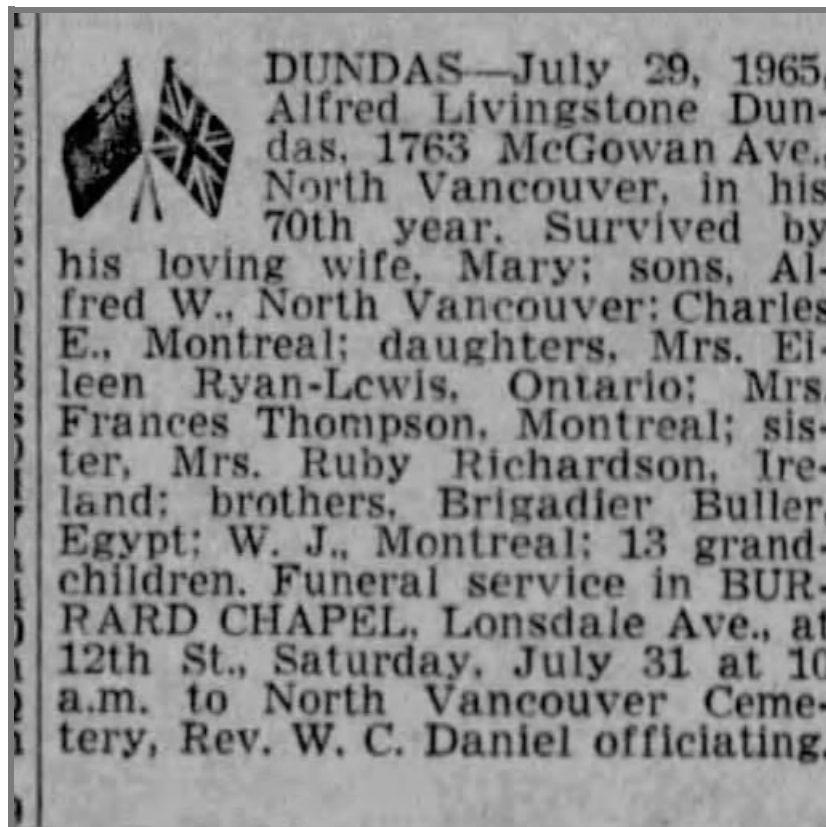 DUNDAS—July 29, 1965,
Alfred Livingstone Dun-
das, 1763 McGowan Ave.,
North Vancouver, in his
70th year. Survived by
his loving wife, Mary; sons, Al-
fred W., North Vancouver; Charles
E., Montreal; daughters, Mrs. Ei-
leen Ryan-Lewis, Ontario; Mrs.
Frances Thompson, Montreal; sis-
ter, Mrs. Ruby Richardson, Ire-
land; brothers, Brigadier Buller,
Egypt; W. J., Montreal; 13 grand-
children. Funeral service in BUR-
RARD CHAPEL, Lonsdale Ave., at
12th St., Saturday, July 31 at 10
a.m. to North Vancouver Ceme-
tery, Rev. W. C. Daniel officiating.